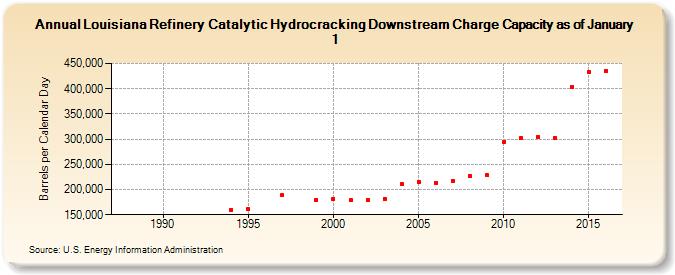 Annual Louisiana Refinery Catalytic Hydrocracking Downstream Charge Capacity as of January
1
Barrels per Calendar Day
450,000
400,000
350,000
300,000
250,000
200,000
150,000
1990 1995 2000 2005 2010 2015
Source: U.S. Energy Information Administration